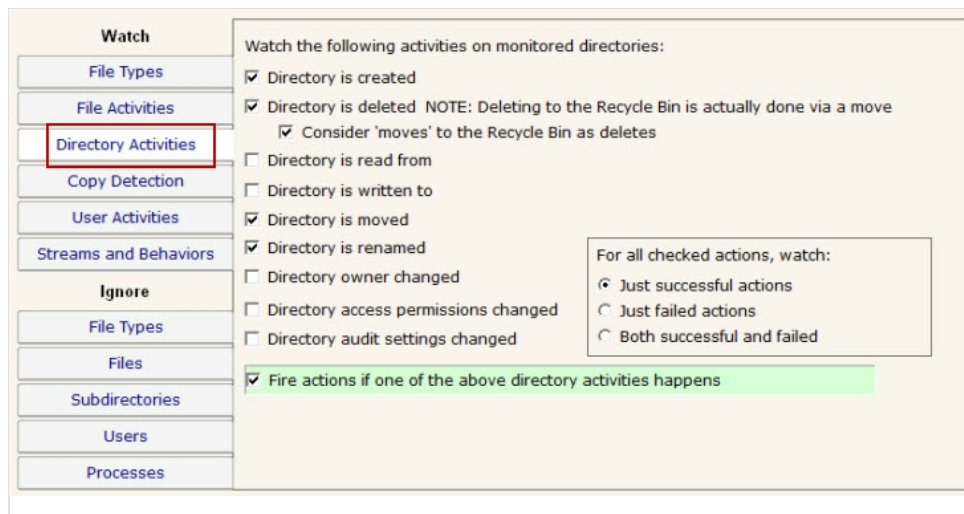 Watch
File Types
File Activities
Directory Activities
Copy Detection
User Activities
Streams and Behaviors
Ignore
File Types
Files
Subdirectories
Users
Processes
Watch the following activities on monitored directories:
Directory is created
Directory is deleted NOTE: Deleting to the Recycle Bin is actually done via a move
Consider 'moves' to the Recycle Bin as deletes
Directory is read from
Directory is written to
Directory is moved
Directory is renamed
Directory owner changed
Directory access permissions changed
Directory audit settings changed
For all checked actions, watch:
Just successful actions
Just failed actions
Both successful and failed
Fire actions if one of the above directory activities happens